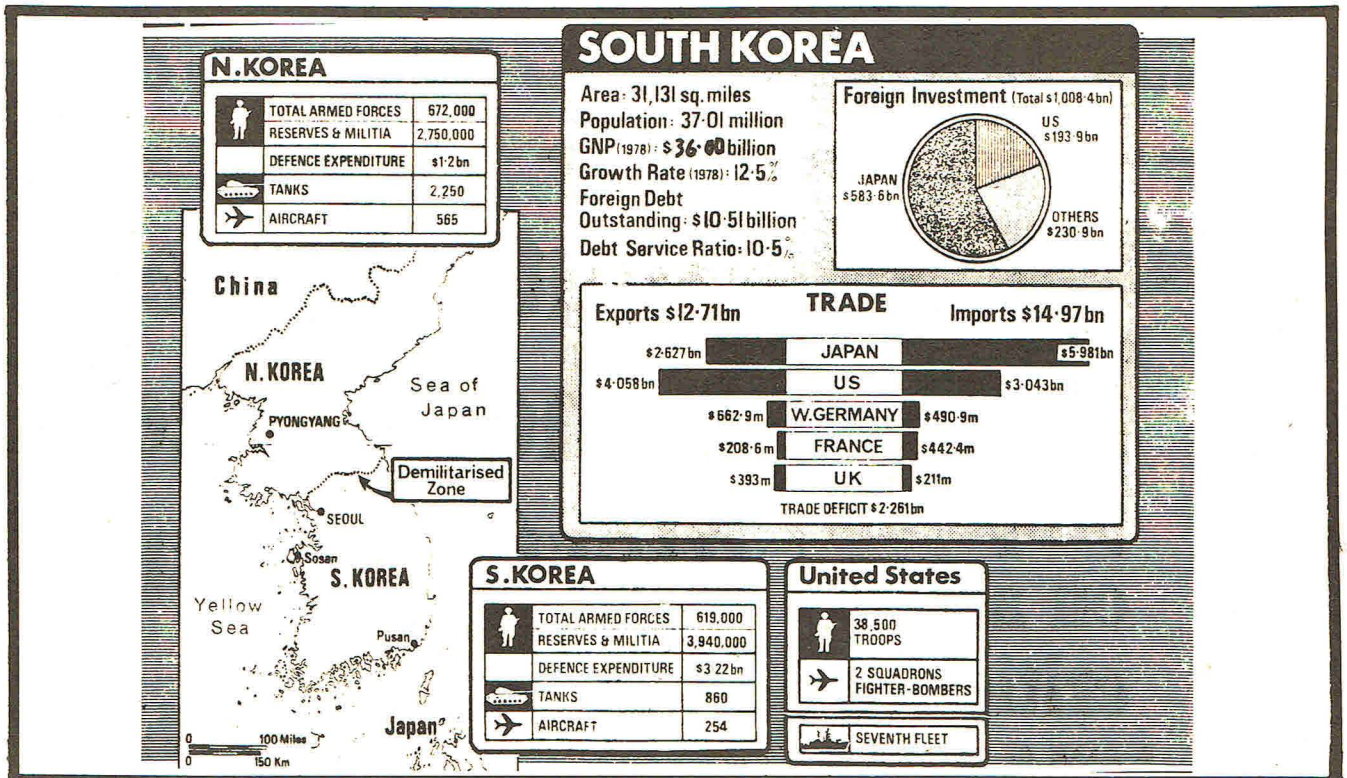 N.KOREA
TOTAL ARMED FORCES 672,000
RESERVES & MILITIA 2,750,000
DEFENCE EXPENDITURE $1·2bn
TANKS 2,250
AIRCRAFT 565
China
N.KOREA
Sea of
Japan
PYONGYANG
Demilitarised
Zone
SEOUL
Sosan
S.KOREA
Yellow
Sea
Pusan
Japan
0 100 Miles
0 150 Km
SOUTH KOREA
Area: 31,131 sq. miles
Population: 37·01 million
GNP (1978): $36·00 billion
Growth Rate (1978): 12·5%
Foreign Debt
Outstanding: $10·51 billion
Debt Service Ratio: 10·5%
Foreign Investment (Total $1,008·4bn)
US
$193·9bn
JAPAN
$583·6bn
OTHERS
$230·9bn
TRADE
Exports $12·71bn Imports $14·97bn
$2·627bn JAPAN $5·981bn
$4·058bn US $3·043bn
$662·9m W.GERMANY $490·9m
$208·6m FRANCE $442·4m
$393m UK $211m
TRADE DEFICIT $2·261bn
S.KOREA
TOTAL ARMED FORCES 619,000
RESERVES & MILITIA 3,940,000
DEFENCE EXPENDITURE $3·22bn
TANKS 860
AIRCRAFT 254
United States
38,500
TROOPS
2 SQUADRONS
FIGHTER-BOMBERS
SEVENTH FLEET